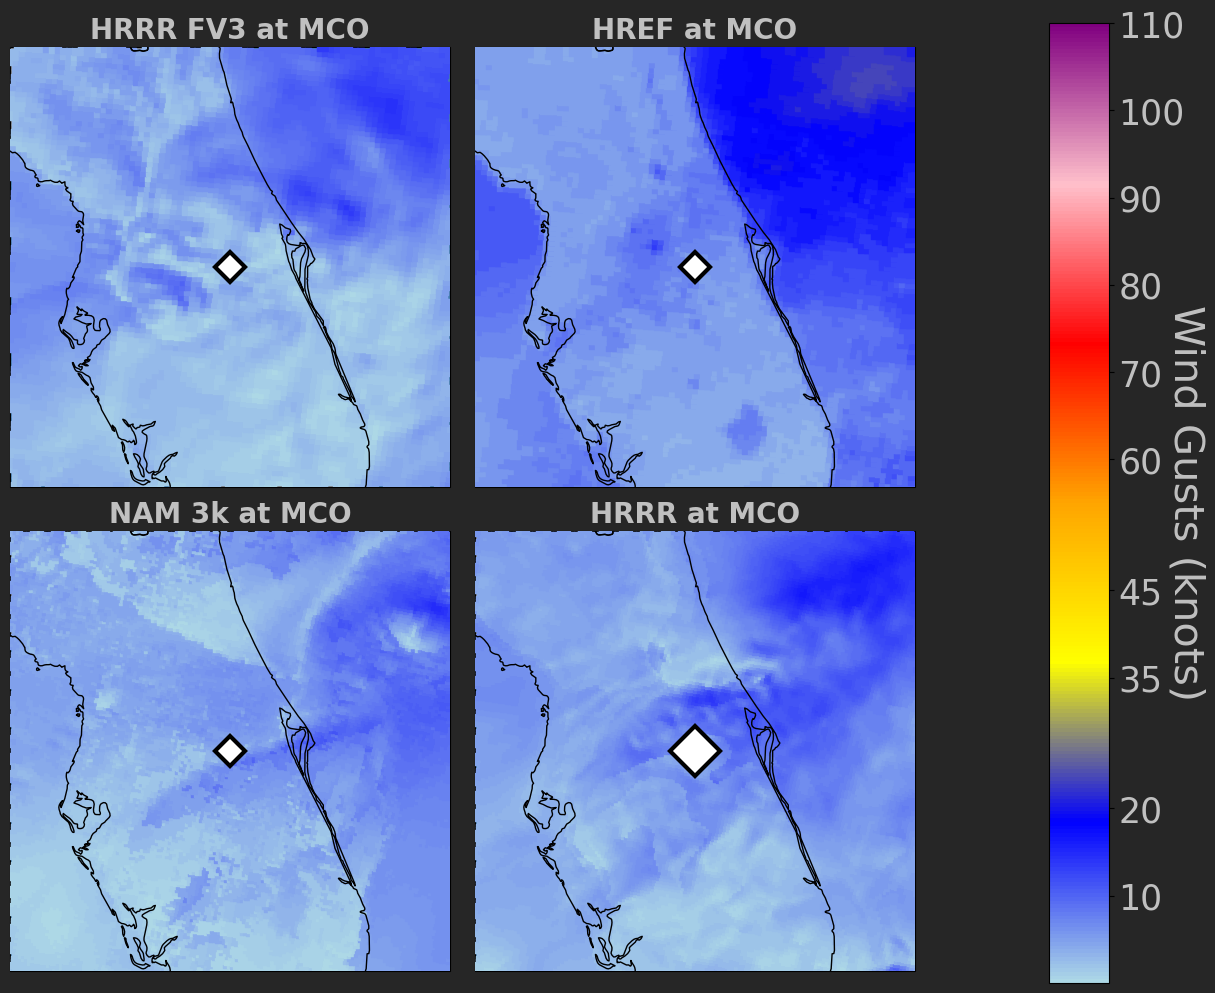 HRRR FV3 at MCO
HREF at MCO
NAM 3k at MCO
HRRR at MCO
110
100
90
80
70
60
45
35
20
10
Wind Gusts (knots)